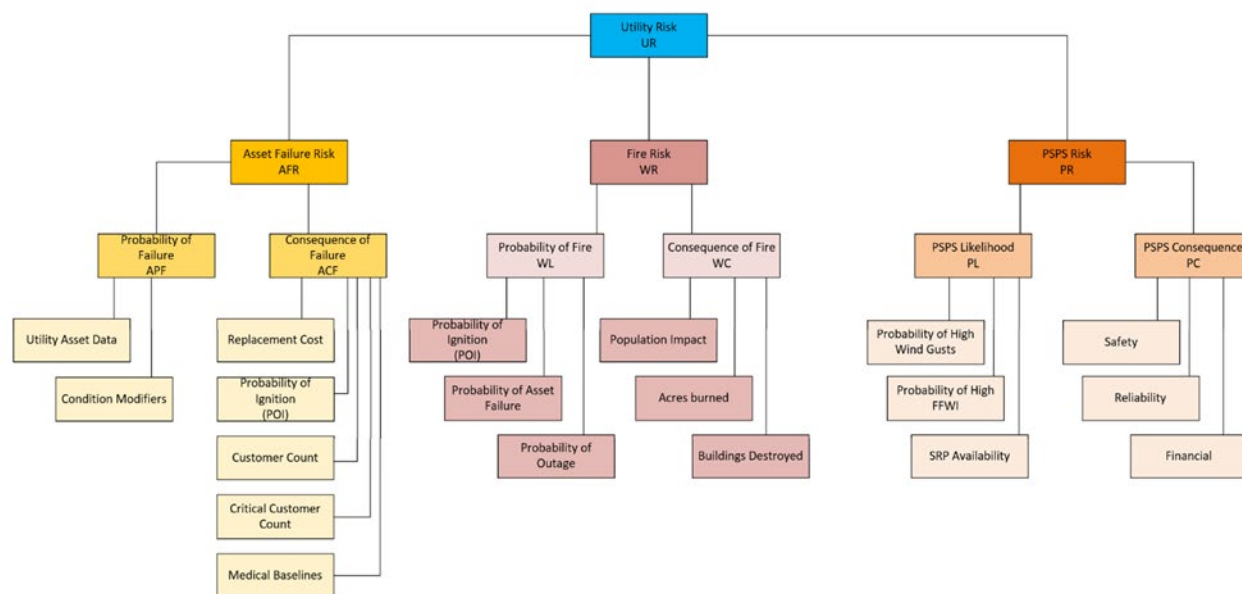 Utility Risk
UR
Asset Failure Risk
AFR
Fire Risk
WR
PSPS Risk
PR
Probability of
Failure
APF
Consequence of
Failure
ACF
Probability of Fire
WL
Consequence of Fire
WC
PSPS Likelihood
PL
PSPS Consequence
PC
Utility Asset Data
Condition Modifiers
Replacement Cost
Probability of
Ignition
(POI)
Customer Count
Critical Customer
Count
Medical Baselines
Probability of
Ignition
(POI)
Probability of Asset
Failure
Probability of
Outage
Population Impact
Acres burned
Buildings Destroyed
Probability of High
Wind Gusts
Probability of High
FFWI
SRP Availability
Safety
Reliability
Financial